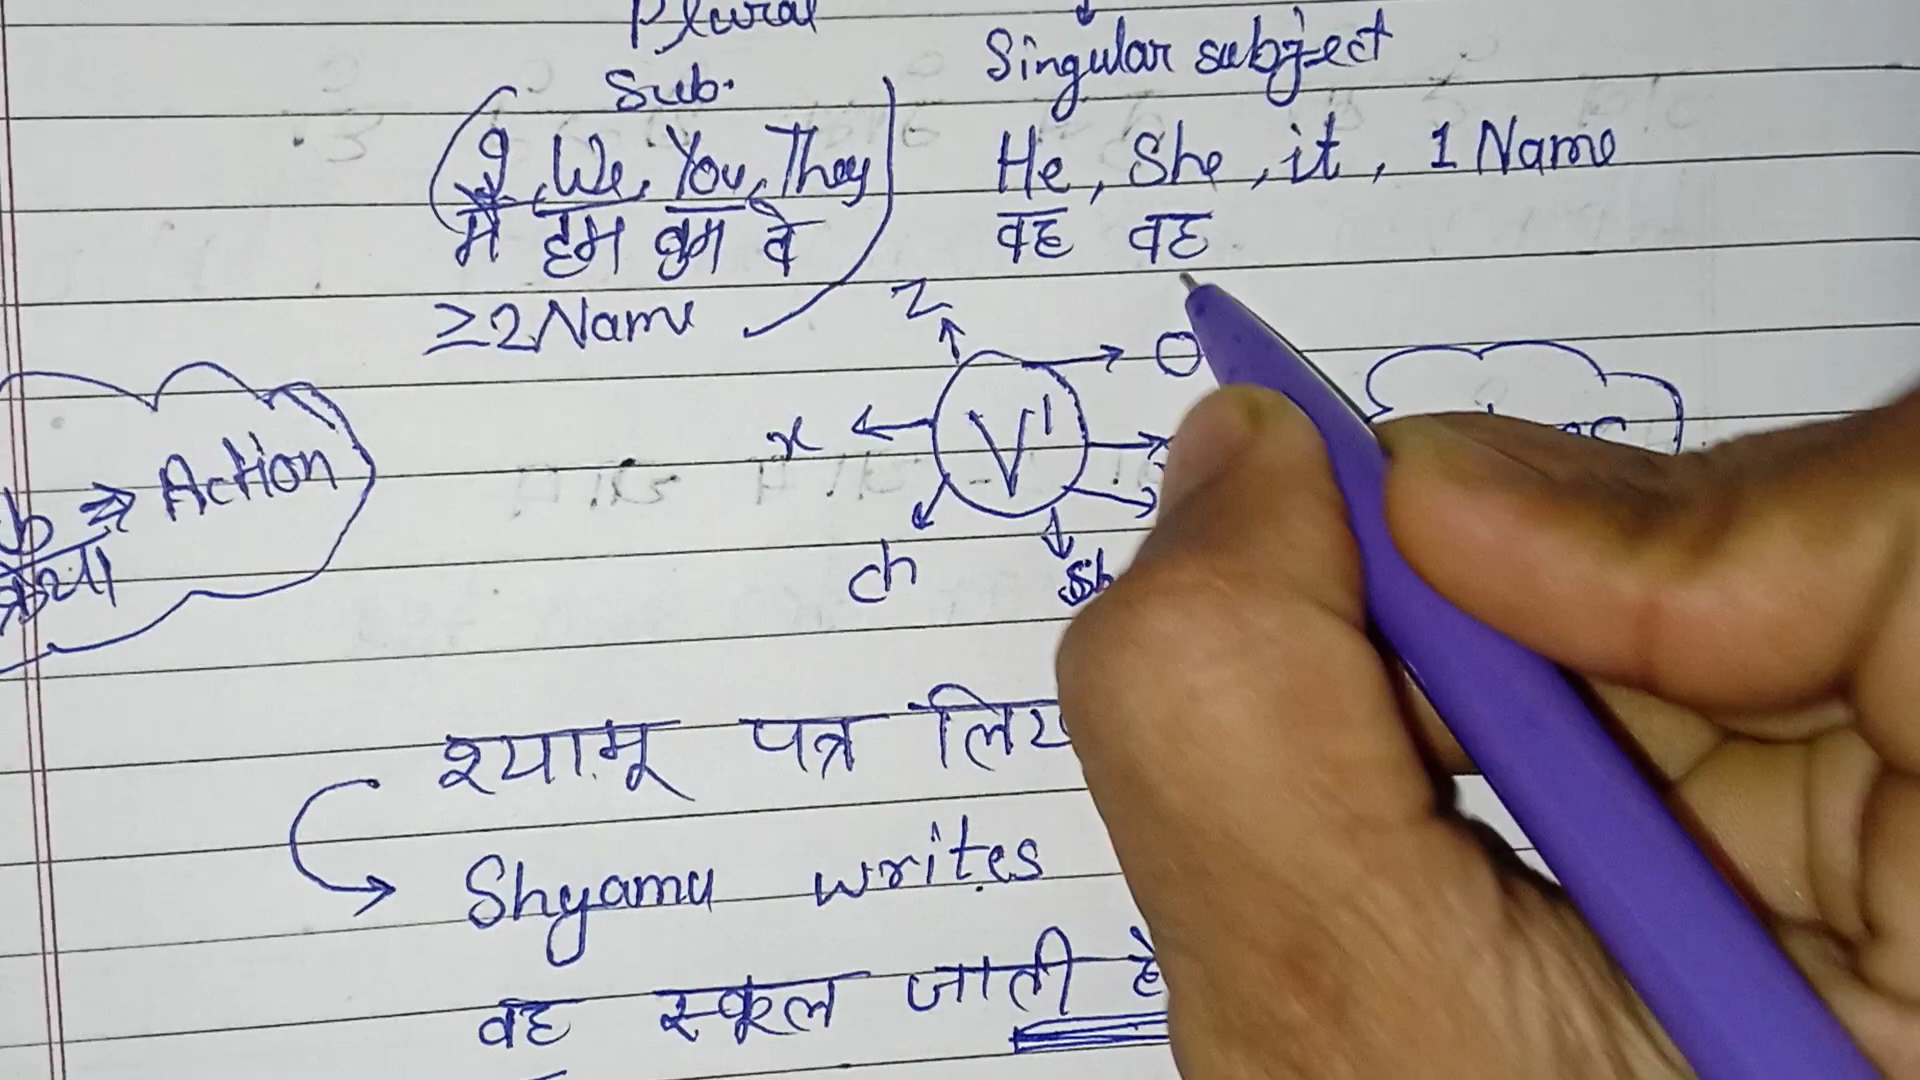 Plural
Sub.
Singular subject
I, We, You, They
He, She, it, 1 Name
मैं हम तुम वे
वह वह
≥2 Name
z
O
x
V¹
ch
Sh
⇒ Action
श्यामू पत्र
Shyamu writes
वह स्कूल जाती है